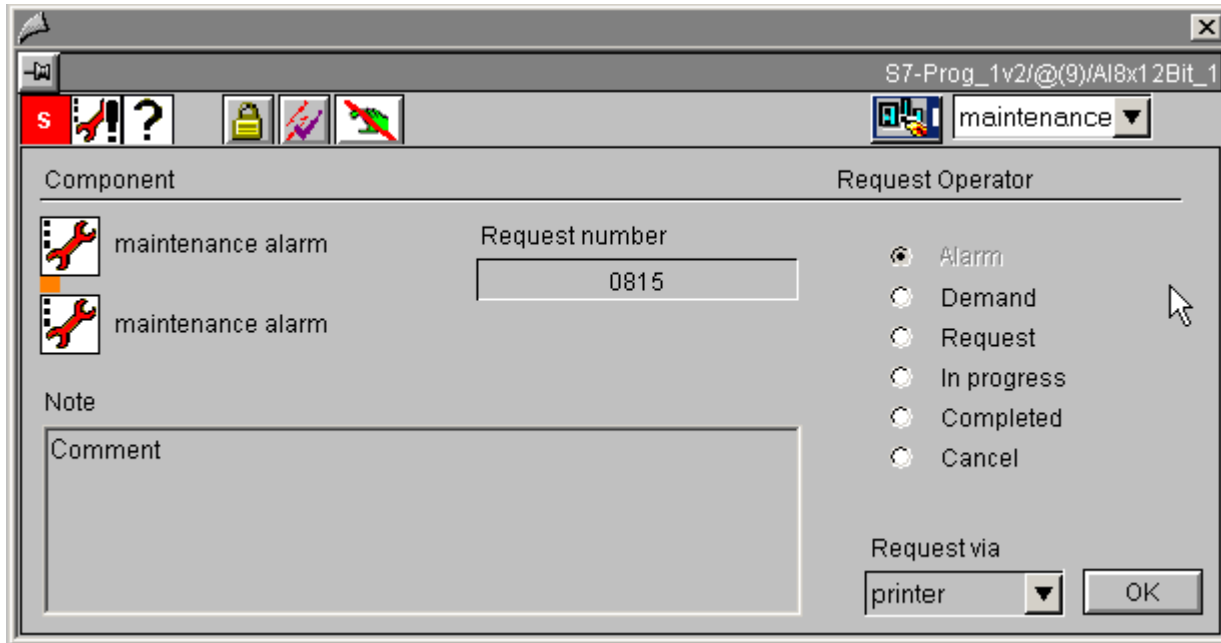 S7-Prog_1v2/@(9)/AI8x12Bit_1
S
!
?
maintenance
Component
Request Operator
maintenance alarm
Request number
0815
maintenance alarm
Alarm
Demand
Request
In progress
Completed
Cancel
Note
Comment
Request via
printer
OK